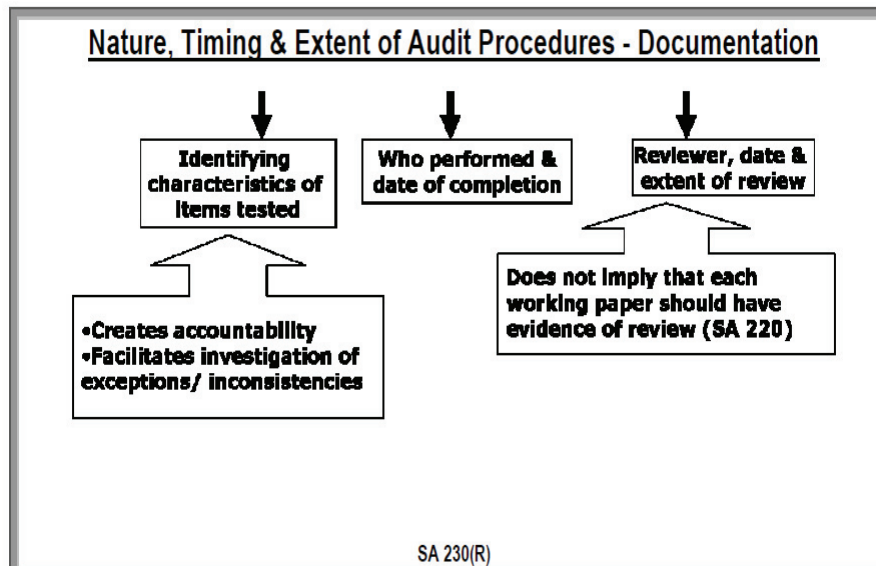 Nature, Timing & Extent of Audit Procedures - Documentation
Identifying
characteristics of
items tested
Who performed &
date of completion
Reviewer, date &
extent of review
•Creates accountability
•Facilitates investigation of
exceptions/ inconsistencies
Does not imply that each
working paper should have
evidence of review (SA 220)
SA 230(R)